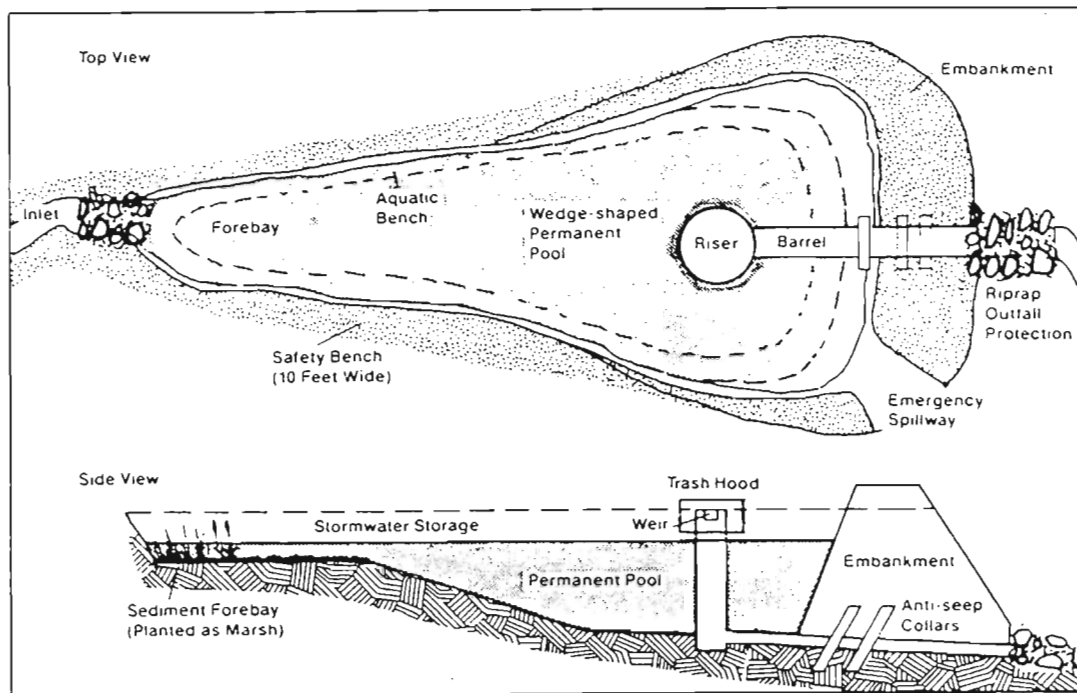 Top View
Embankment
Inlet
Forebay
Aquatic
Bench
Wedge-shaped
Permanent
Pool
Riser
Barrel
Riprap
Outfall
Protection
Safety Bench
(10 Feet Wide)
Emergency
Spillway
Side View
Trash Hood
Stormwater Storage
Weir
Permanent Pool
Embankment
Sediment Forebay
(Planted as Marsh)
Anti-seep
Collars